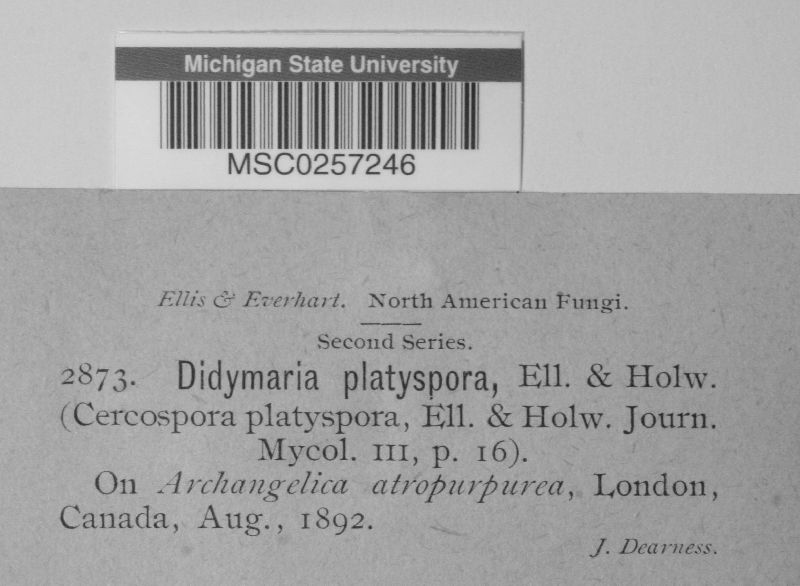 Michigan State University
MSC0257246
Ellis & Everhart. North American Fungi.
Second Series.
2873. Didymaria platyspora, Ell. & Holw.
(Cercospora platyspora, Ell. & Holw. Journ.
Mycol. III, p. 16).
On Archangelica atropurpurea, London,
Canada, Aug., 1892.
J. Dearness.